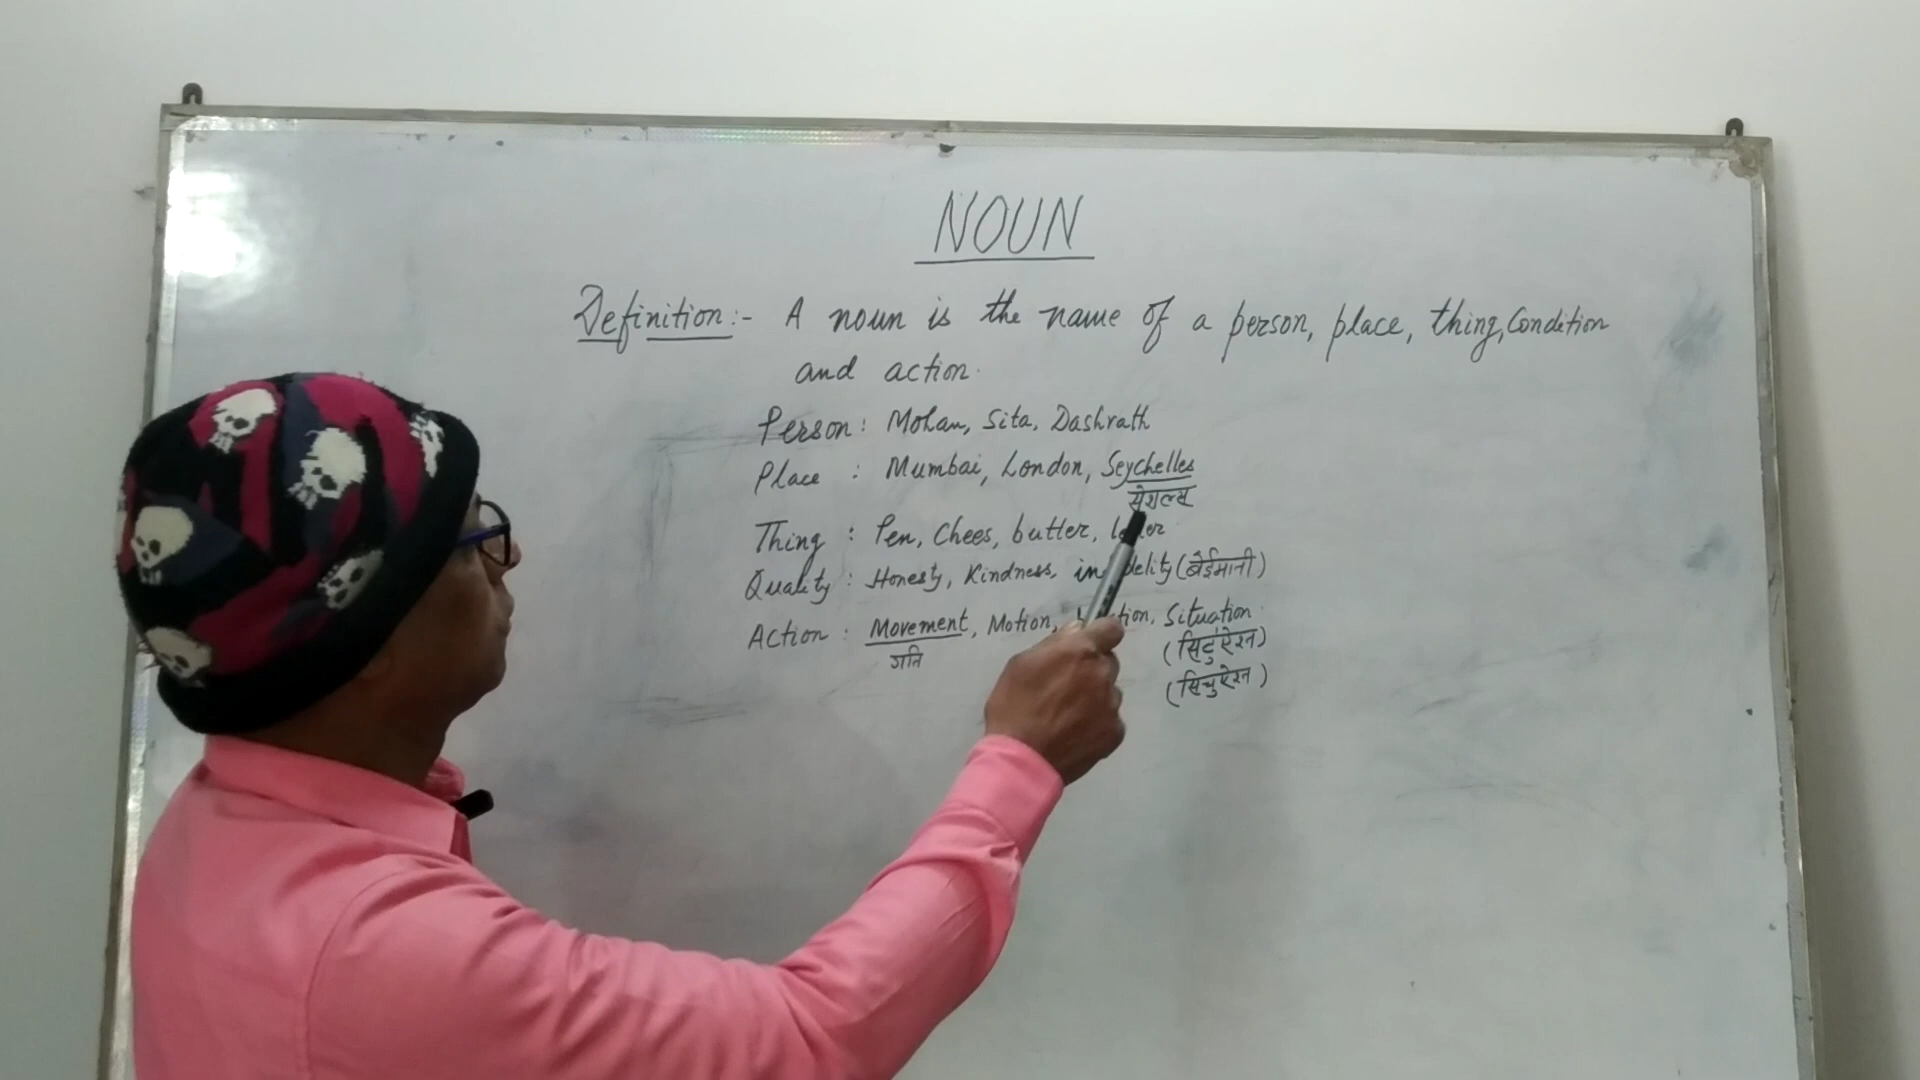 NOUN
Definition:- A noun is the name of a person, place, thing, Condition
and action.
Person: Mohan, Sita, Dashrath
Place : Mumbai, London, Seychelles
सेशल्स
Thing : Pen, Chees, butter,
Quality : Honesty, Kindness, (बेईमानी)
Action : Movement, Motion, Situation
गति
(सिटुऐशन)
(सिचुऐशन)